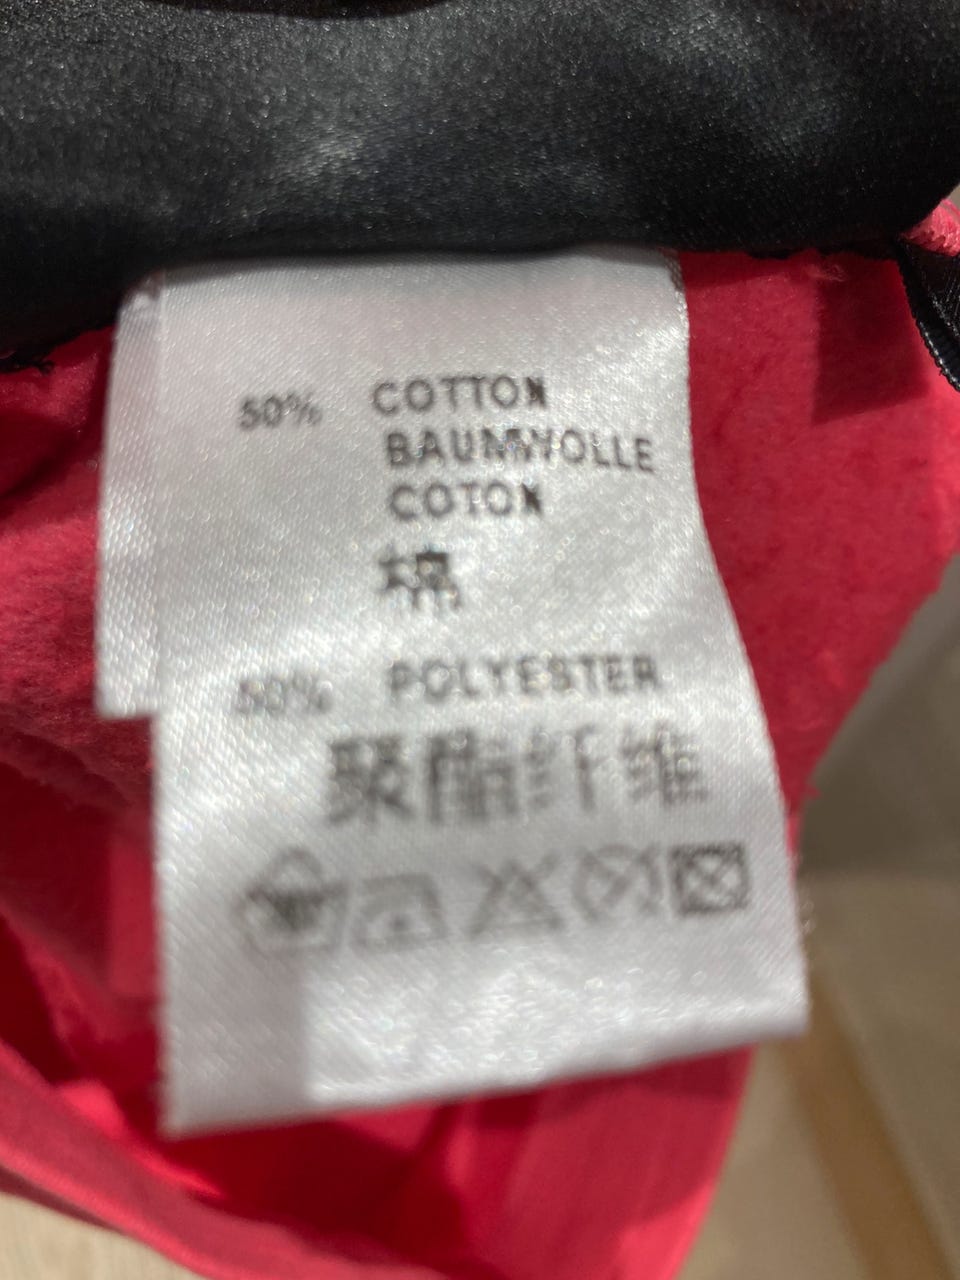 50% COTTON
BAUMWOLLE
COTON
棉
50% POLYESTER
聚酯纤维